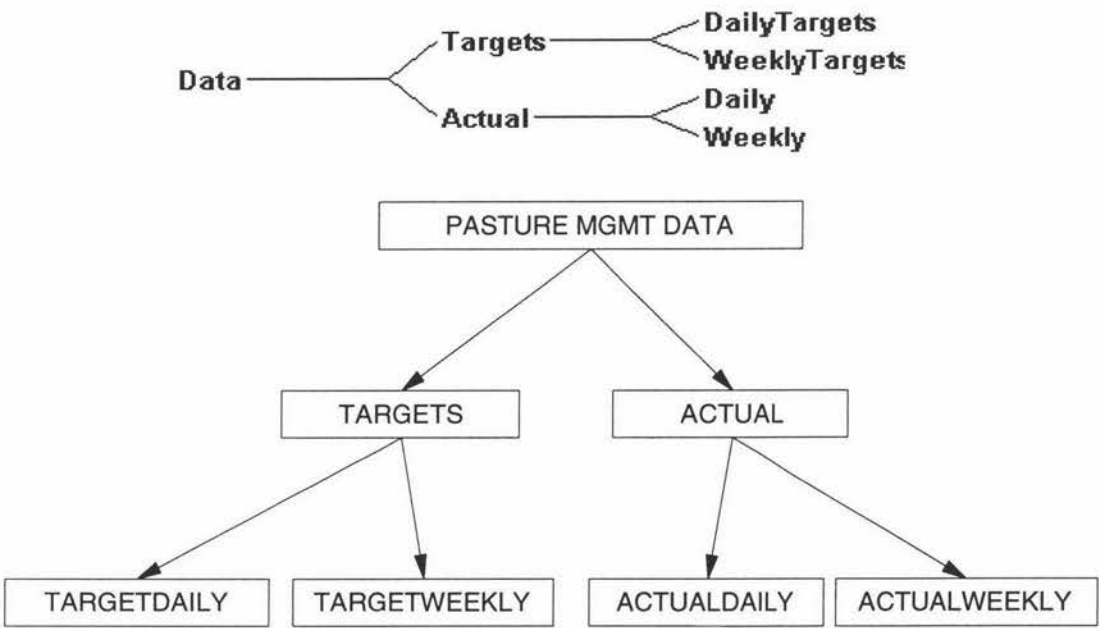 DailyTargets
Targets
WeeklyTargets
Data
Daily
Actual
Weekly
PASTURE MGMT DATA
TARGETS ACTUAL
TARGETDAILY TARGETWEEKLY ACTUALDAILY ACTUALWEEKLY